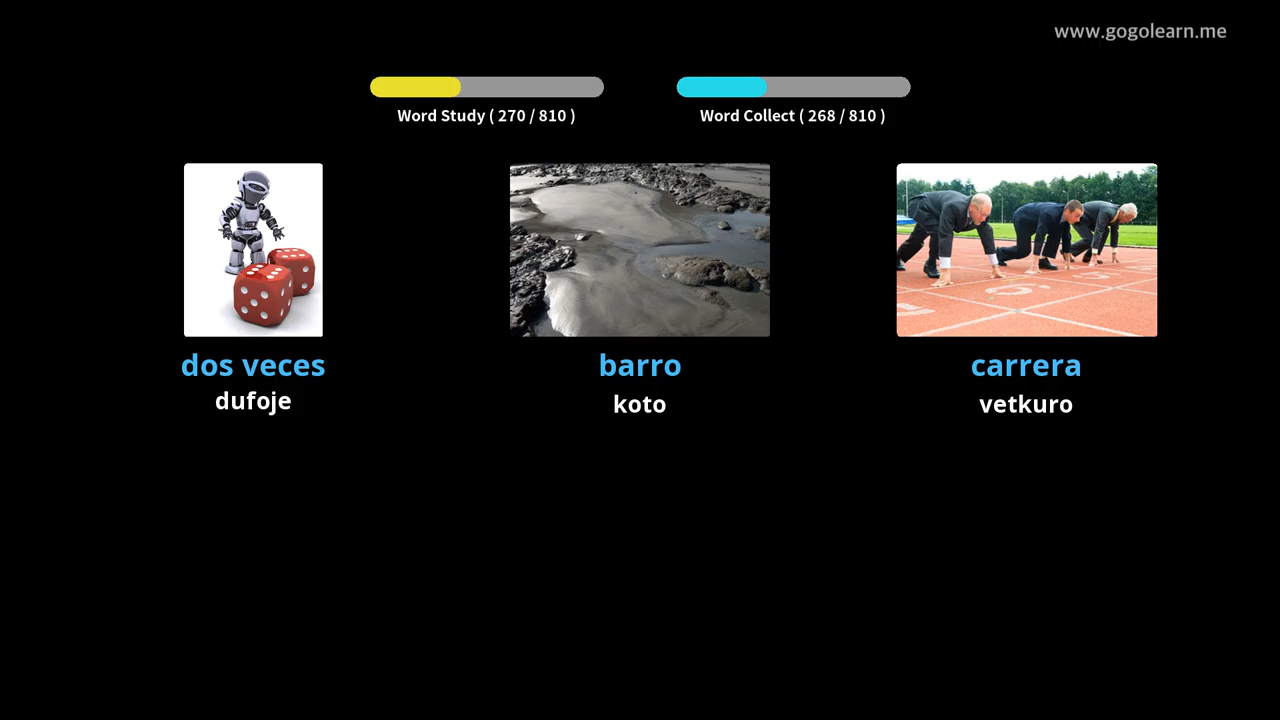 www.gogolearn.me
Word Study ( 270 / 810 )
Word Collect ( 268 / 810 )
dos veces
dufoje
barro
koto
carrera
vetkuro